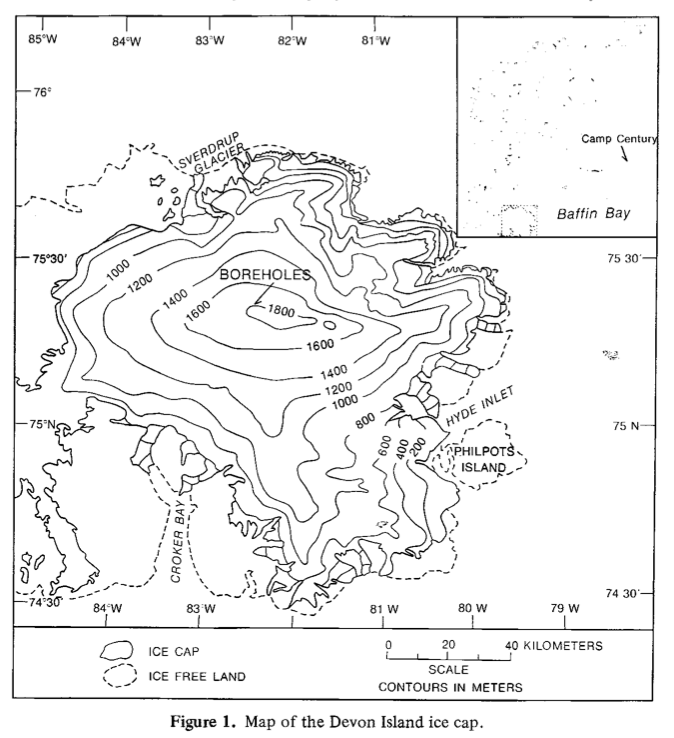 85°W 84°W 83°W 82°W 81°W
76°
SVERDRUP
GLACIER
Camp Century
Baffin Bay
75°30'
75 30'
1000
1200
BOREHOLES
1400
1600
1800
1600
1400
1200
1000
800
HYDE INLET
75°N
75 N
600
400
200
PHILPOTS
ISLAND
CROKER BAY
74°30
74 30'
84°W 83°W 81 W 80 W 79 W
ICE CAP
ICE FREE LAND
0 20 40 KILOMETERS
SCALE
CONTOURS IN METERS
Figure 1. Map of the Devon Island ice cap.